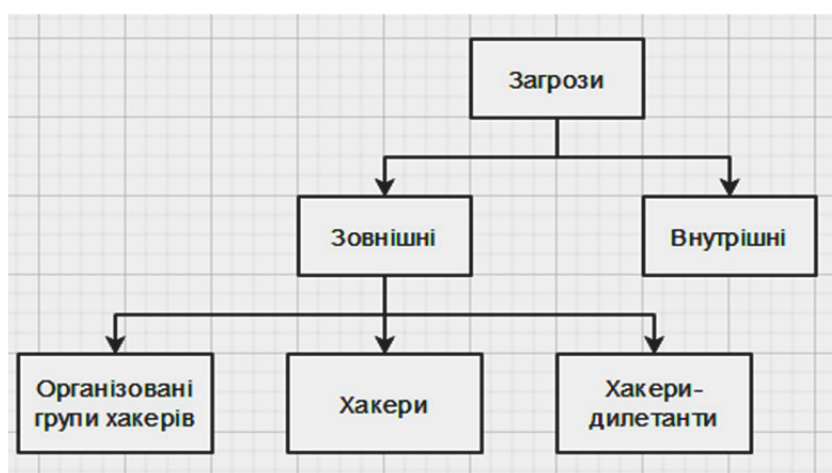 Загрози
Зовнішні
Внутрішні
Організовані
групи хакерів
Хакери
Хакери-
дилетанти